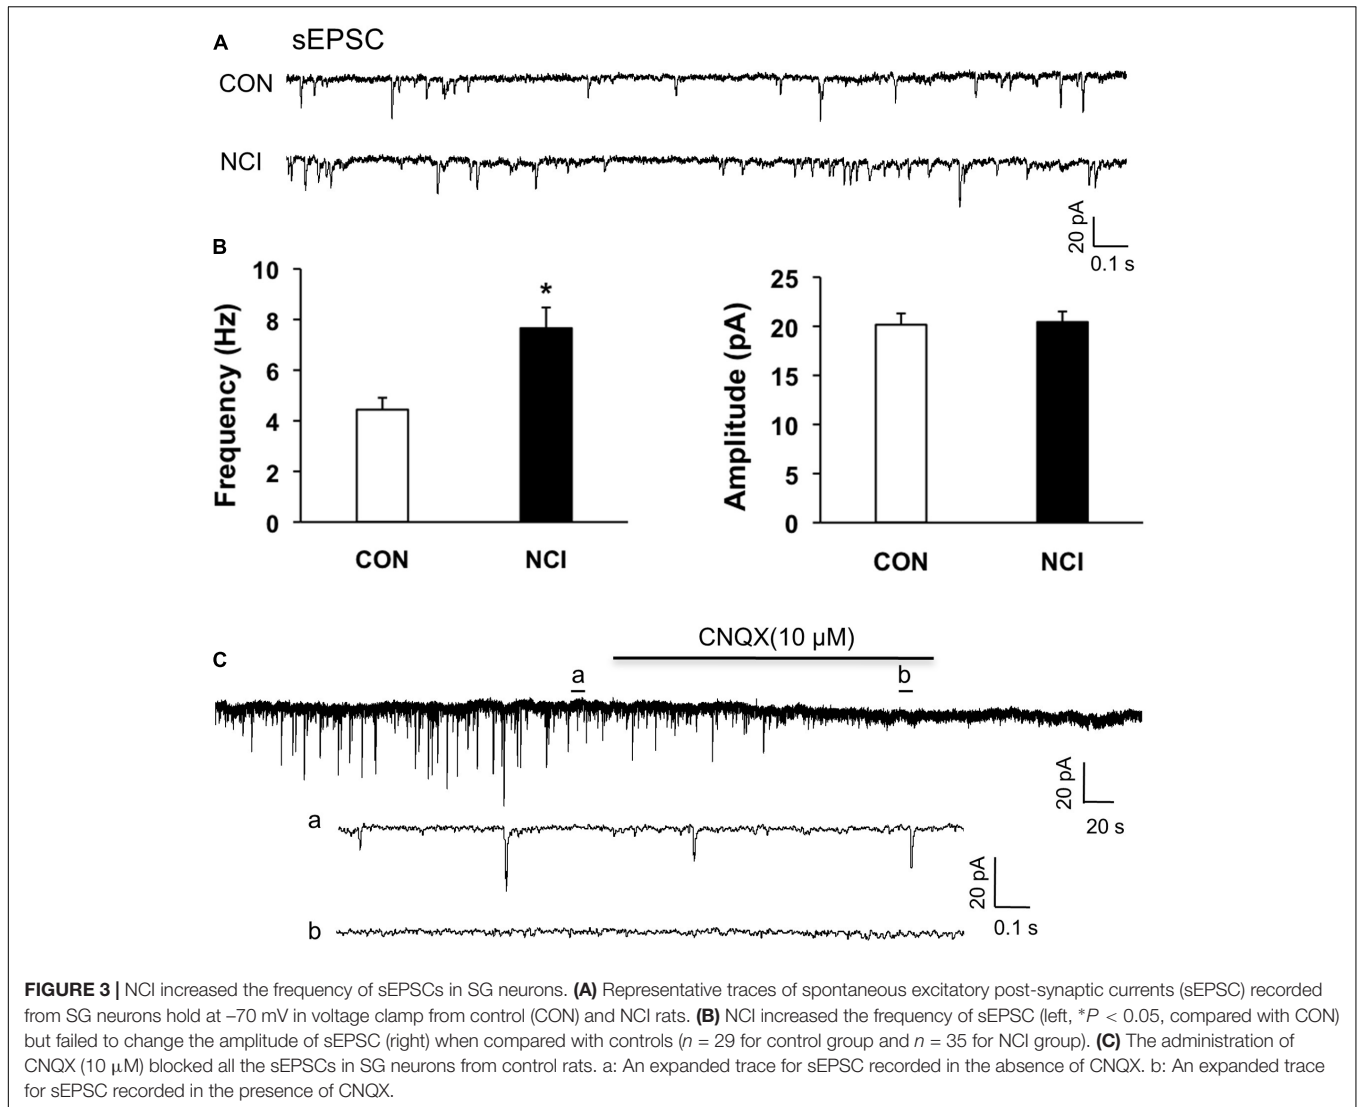 A sEPSC
CON
NCI
20 pA
0.1 s
B
Frequency (Hz)
10
8
6
4
2
0
*
CON NCI
Amplitude (pA)
25
20
15
10
5
0
CON NCI
C
CNQX(10 µM)
a b
20 pA
20 s
a
20 pA
0.1 s
b
FIGURE 3 | NCI increased the frequency of sEPSCs in SG neurons. (A) Representative traces of spontaneous excitatory post-synaptic currents (sEPSC) recorded
from SG neurons hold at –70 mV in voltage clamp from control (CON) and NCI rats. (B) NCI increased the frequency of sEPSC (left, *P < 0.05, compared with CON)
but failed to change the amplitude of sEPSC (right) when compared with controls (n = 29 for control group and n = 35 for NCI group). (C) The administration of
CNQX (10 µM) blocked all the sEPSCs in SG neurons from control rats. a: An expanded trace for sEPSC recorded in the absence of CNQX. b: An expanded trace
for sEPSC recorded in the presence of CNQX.